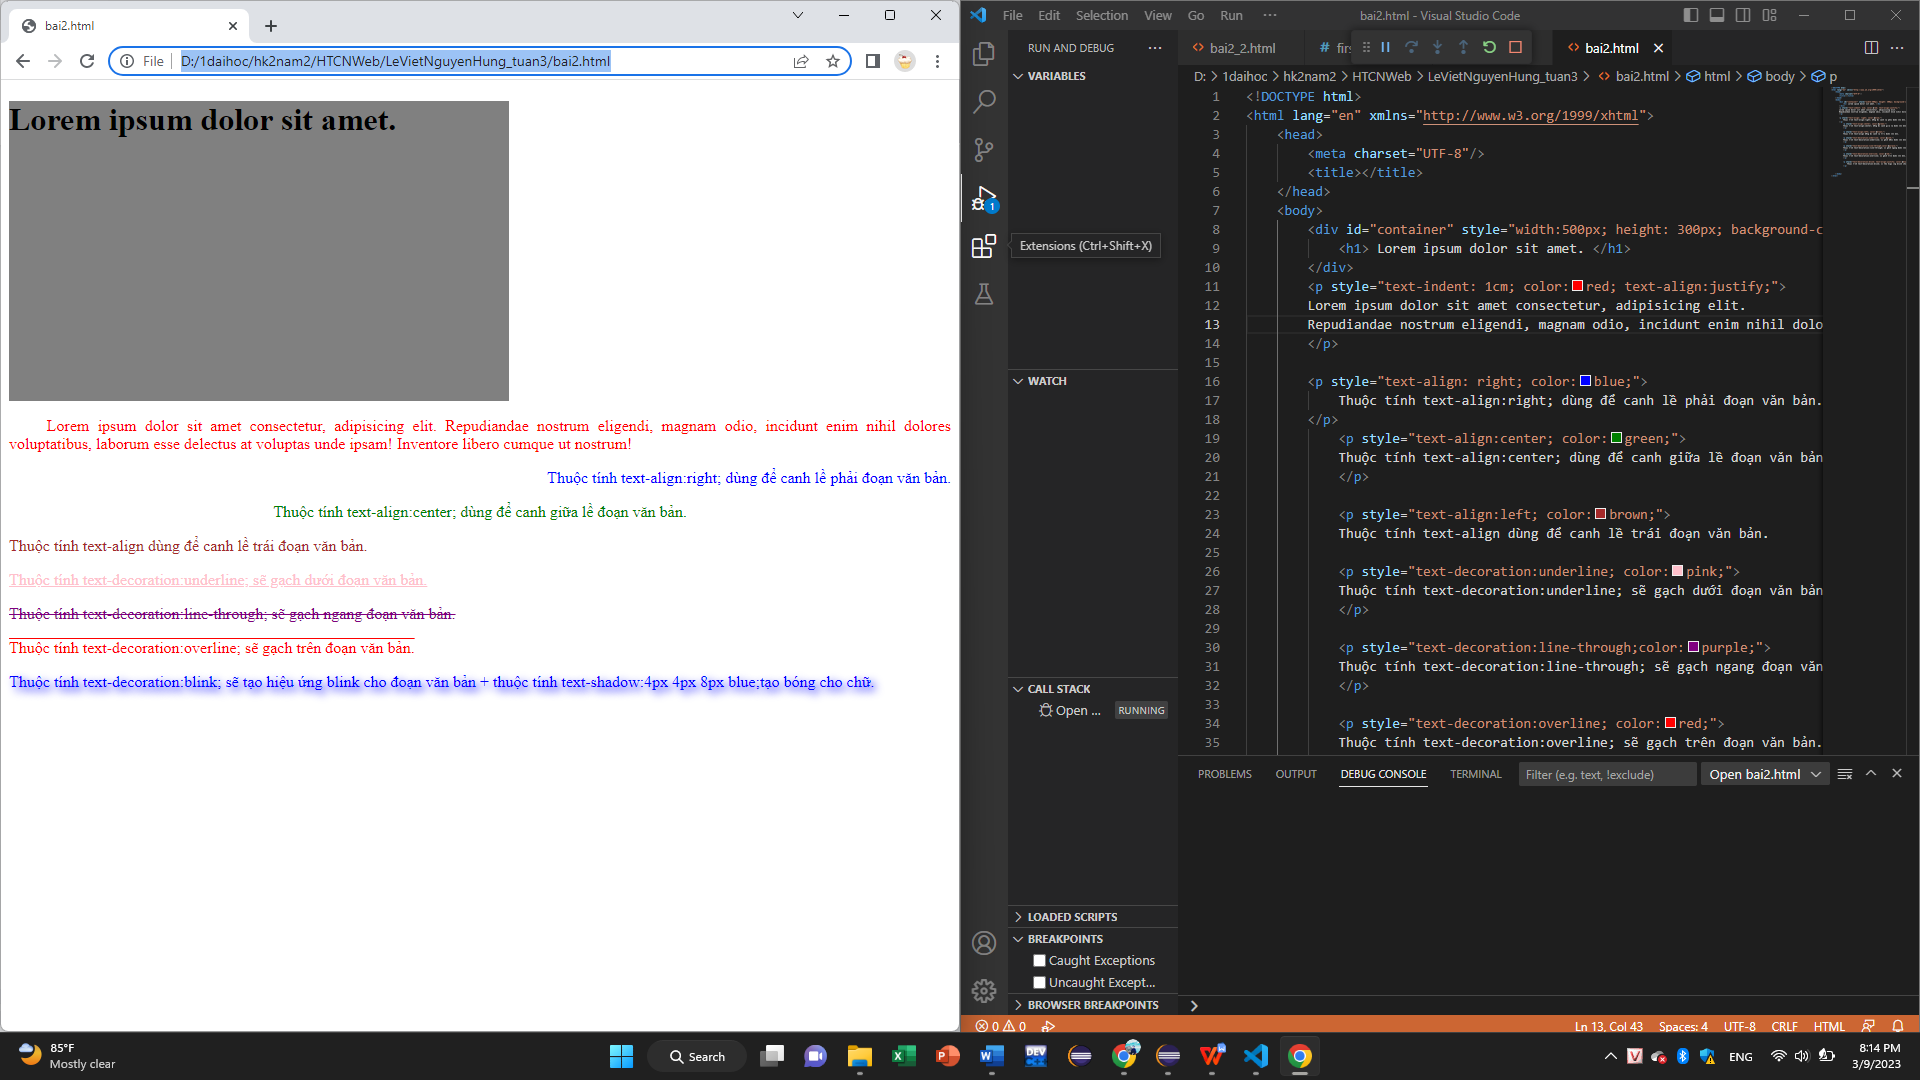 bai2.html
File
D:/1daihoc/hk2nam2/HTCNWeb/LeVietNguyenHung_tuan3/bai2.html
Lorem ipsum dolor sit amet.
Lorem ipsum dolor sit amet consectetur, adipisicing elit. Repudiandae nostrum eligendi, magnam odio, incidunt enim nihil dolores
voluptatibus, laborum esse delectus at voluptas unde ipsam! Inventore libero cumque ut nostrum!
Thuộc tính text-align:right; dùng để canh lề phải đoạn văn bản.
Thuộc tính text-align:center; dùng để canh giữa lề đoạn văn bản.
Thuộc tính text-align dùng để canh lề trái đoạn văn bản.
Thuộc tính text-decoration:underline; sẽ gạch dưới đoạn văn bản.
Thuộc tính text-decoration:line-through; sẽ gạch ngang đoạn văn bản.
Thuộc tính text-decoration:overline; sẽ gạch trên đoạn văn bản.
Thuộc tính text-decoration:blink; sẽ tạo hiệu ứng blink cho đoạn văn bản + thuộc tính text-shadow:4px 4px 8px blue;tạo bóng cho chữ.
File Edit Selection View Go Run ···
bai2.html - Visual Studio Code
RUN AND DEBUG ···
VARIABLES
1
Extensions (Ctrl+Shift+X)
WATCH
CALL STACK
Open ... RUNNING
LOADED SCRIPTS
BREAKPOINTS
Caught Exceptions
Uncaught Except...
BROWSER BREAKPOINTS
<> bai2_2.html # firs <> bai2.html
D: > 1daihoc > hk2nam2 > HTCNWeb > LeVietNguyenHung_tuan3 > <> bai2.html > html > body > p
1 <!DOCTYPE html>
2 <html lang="en" xmlns="http://www.w3.org/1999/xhtml">
3 <head>
4 <meta charset="UTF-8"/>
5 <title></title>
6 </head>
7 <body>
8 <div id="container" style="width:500px; height: 300px; background-c
9 <h1> Lorem ipsum dolor sit amet. </h1>
10 </div>
11 <p style="text-indent: 1cm; color:red; text-align:justify;">
12 Lorem ipsum dolor sit amet consectetur, adipisicing elit.
13 Repudiandae nostrum eligendi, magnam odio, incidunt enim nihil dolo
14 </p>
15
16 <p style="text-align: right; color:blue;">
17 Thuộc tính text-align:right; dùng để canh lề phải đoạn văn bản.
18 </p>
19 <p style="text-align:center; color:green;">
20 Thuộc tính text-align:center; dùng để canh giữa lề đoạn văn bản
21 </p>
22
23 <p style="text-align:left; color:brown;">
24 Thuộc tính text-align dùng để canh lề trái đoạn văn bản.
25
26 <p style="text-decoration:underline; color:pink;">
27 Thuộc tính text-decoration:underline; sẽ gạch dưới đoạn văn bản
28 </p>
29
30 <p style="text-decoration:line-through;color:purple;">
31 Thuộc tính text-decoration:line-through; sẽ gạch ngang đoạn văn
32 </p>
33
34 <p style="text-decoration:overline; color:red;">
35 Thuộc tính text-decoration:overline; sẽ gạch trên đoạn văn bản.
PROBLEMS OUTPUT DEBUG CONSOLE TERMINAL Filter (e.g. text, !exclude) Open bai2.html
0 0 Ln 13, Col 43 Spaces: 4 UTF-8 CRLF HTML
85°F
Mostly clear
Search
DEV
ENG
8:14 PM
3/9/2023